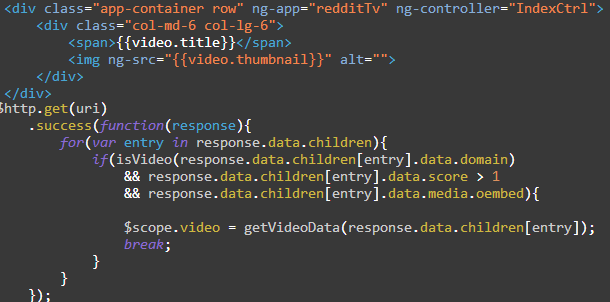 <div class="app-container row" ng-app="redditTv" ng-controller="IndexCtrl">
    <div class="col-md-6 col-lg-6">
        <span>{{video.title}}</span>
        <img ng-src="{{video.thumbnail}}" alt="">
    </div>
</div>
$http.get(uri)
    .success(function(response){
        for(var entry in response.data.children){
            if(isVideo(response.data.children[entry].data.domain)
                && response.data.children[entry].data.score > 1
                && response.data.children[entry].data.media.oembed){
                $scope.video = getVideoData(response.data.children[entry]);
                break;
            }
        }
    });